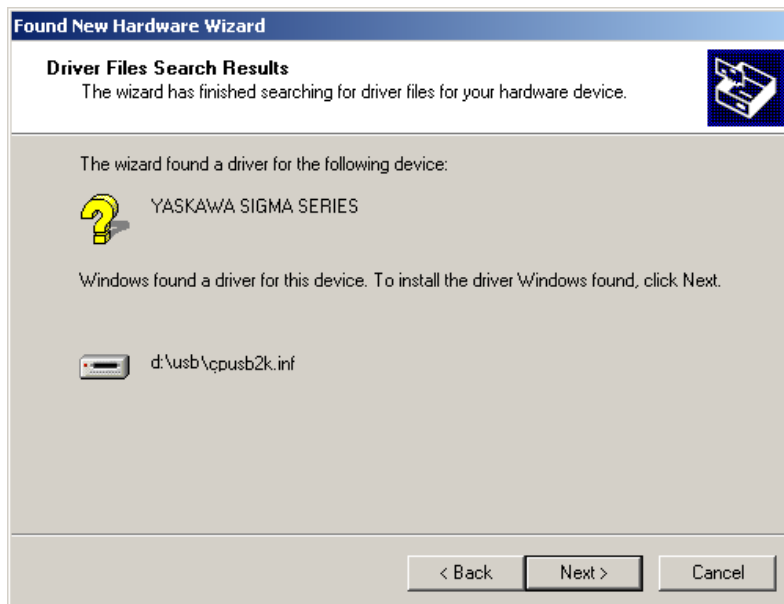 Found New Hardware Wizard
Driver Files Search Results
The wizard has finished searching for driver files for your hardware device.
The wizard found a driver for the following device:
YASKAWA SIGMA SERIES
Windows found a driver for this device. To install the driver Windows found, click Next.
d:\usb\cpusb2k.inf
< Back
Next >
Cancel